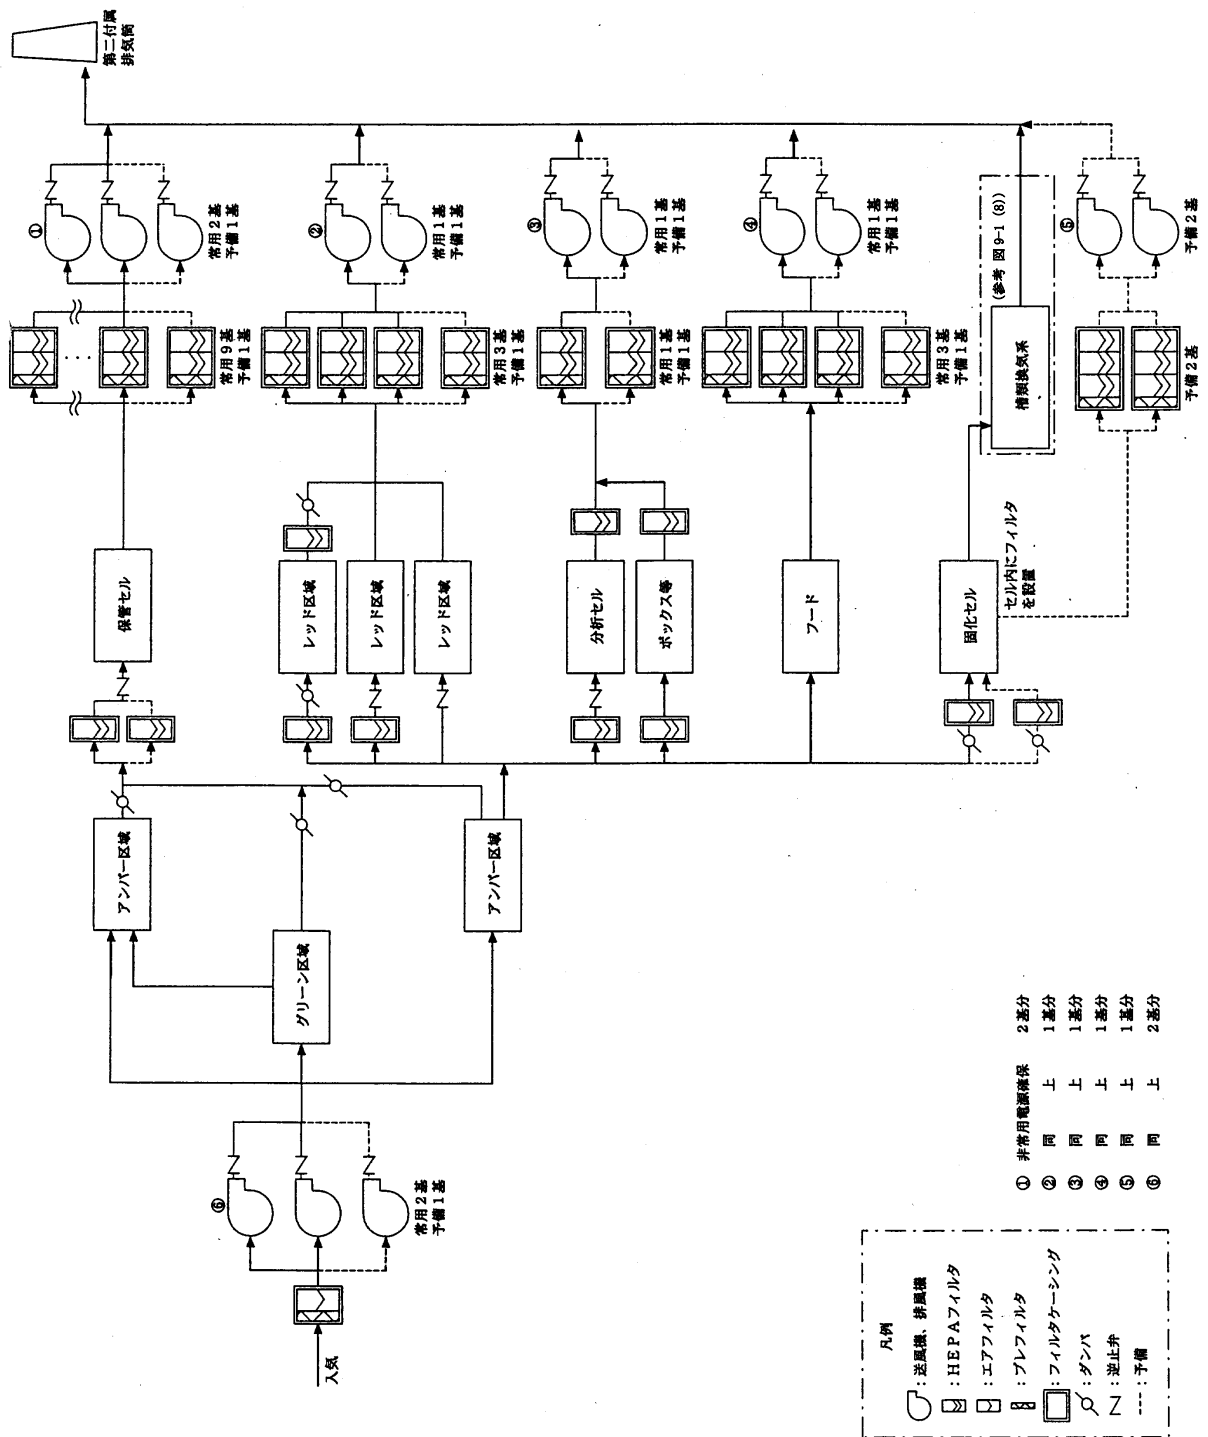 入気
⑥
常用2基
予備1基
グリーン区域
アンバー区域
アンバー区域
保管セル
レッド区域
レッド区域
レッド区域
分析セル
ボックス等
フード
固化セル
セル内にフィルタ
を設置
常用9基
予備1基
常用3基
予備1基
常用1基
予備1基
常用3基
予備1基
槽類換気系
(参考 図9-1 (8))
予備2基
①
常用2基
予備1基
②
常用1基
予備1基
③
常用1基
予備1基
④
常用1基
予備1基
⑤
予備2基
第二付属
排気筒
① 非常用電源確保 2基分
② 同 上 1基分
③ 同 上 1基分
④ 同 上 1基分
⑤ 同 上 1基分
⑥ 同 上 2基分
凡例
:送風機、排風機
:HEPAフィルタ
:エアフィルタ
:プレフィルタ
:フィルタケーシング
:ダンパ
:逆止弁
:予備